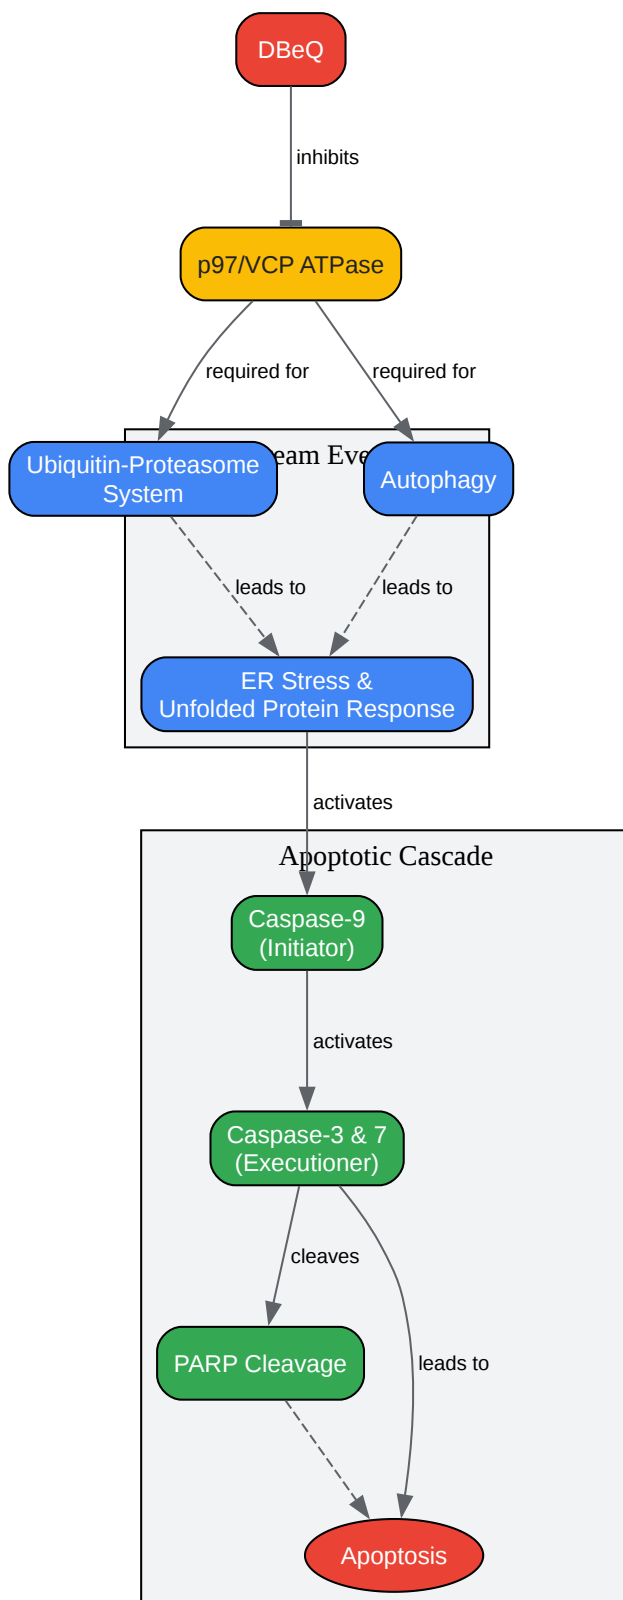 DBeQ
inhibits
p97/VCP ATPase
required for
required for
Ubiquitin-Proteasome
System
Autophagy
leads to
leads to
ER Stress &
Unfolded Protein Response
activates
Apoptotic Cascade
Caspase-9
(Initiator)
activates
Caspase-3 & 7
(Executioner)
cleaves
PARP Cleavage
leads to
Apoptosis